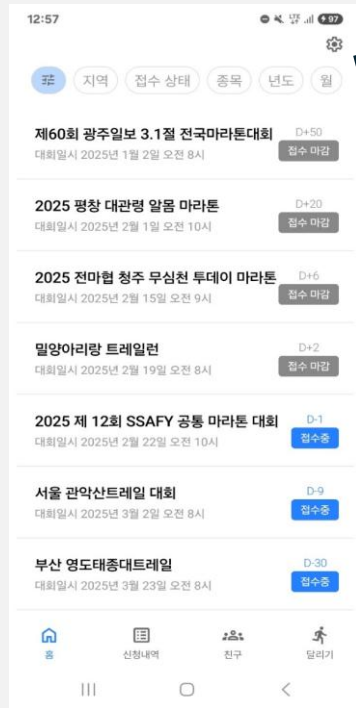 12:57
LTE
97
지역
접수 상태
종목
년도
월
제60회 광주일보 3.1절 전국마라톤대회
D+50
대회일시 2025년 1월 2일 오전 8시
접수 마감
2025 평창 대관령 알몸 마라톤
D+20
대회일시 2025년 2월 1일 오전 10시
접수 마감
2025 전마협 청주 무심천 투데이 마라톤
D+6
대회일시 2025년 2월 15일 오전 9시
접수 마감
밀양아리랑 트레일런
D+2
대회일시 2025년 2월 19일 오전 8시
접수 마감
2025 제 12회 SSAFY 공통 마라톤 대회
D-1
대회일시 2025년 2월 22일 오전 10시
접수중
서울 관악산트레일 대회
D-9
대회일시 2025년 3월 2일 오전 8시
접수중
부산 영도태종대트레일
D-30
대회일시 2025년 3월 23일 오전 8시
접수중
홈
신청내역
친구
달리기